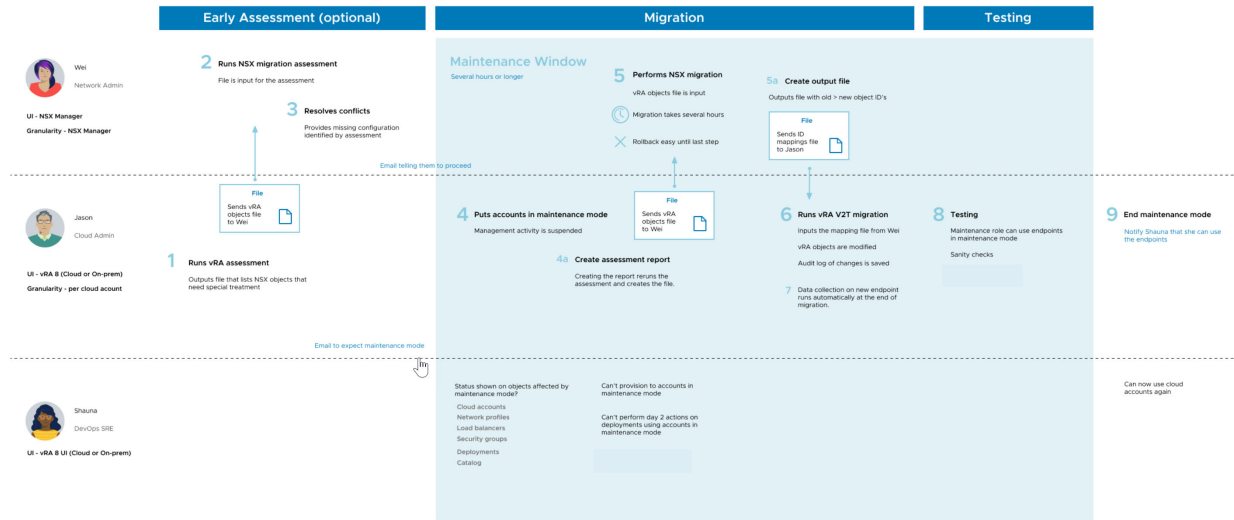 Early Assessment (optional)
Migration
Testing
Wei
Network Admin
UI - NSX Manager
Granularity - NSX Manager
2
Runs NSX migration assessment
File is input for the assessment
3
Resolves conflicts
Provides missing configuration
identified by assessment
Email telling them to proceed
Maintenance Window
Several hours or longer
5
Performs NSX migration
vRA objects file is input
Migration takes several hours
Rollback easy until last step
5a
Create output file
Outputs file with old > new object ID's
File
Sends ID
mappings file
to Jason
Jason
Cloud Admin
UI - vRA 8 (Cloud or On-prem)
Granularity - per cloud acount
File
Sends vRA
objects file
to Wei
1
Runs vRA assessment
Outputs file that lists NSX objects that
need special treatment
Email to expect maintenance mode
4
Puts accounts in maintenance mode
Management activity is suspended
4a
Create assessment report
Creating the report reruns the
assessment and creates the file.
File
Sends vRA
objects file
to Wei
6
Runs vRA V2T migration
Inputs the mapping file from Wei
vRA objects are modified
Audit log of changes is saved
7
Data collection on new endpoint
runs automatically at the end of
migration.
8
Testing
Maintenance role can use endpoints
in maintenance mode
Sanity checks
9
End maintenance mode
Notify Shauna that she can use
the endpoints
Shauna
DevOps SRE
UI - vRA 8 UI (Cloud or On-prem)
Status shown on objects affected by
maintenance mode?
Cloud accounts
Network profiles
Load balancers
Security groups
Deployments
Catalog
Can't provision to accounts in
maintenance mode
Can't perform day 2 actions on
deployments using accounts in
maintenance mode
Can now use cloud
accounts again